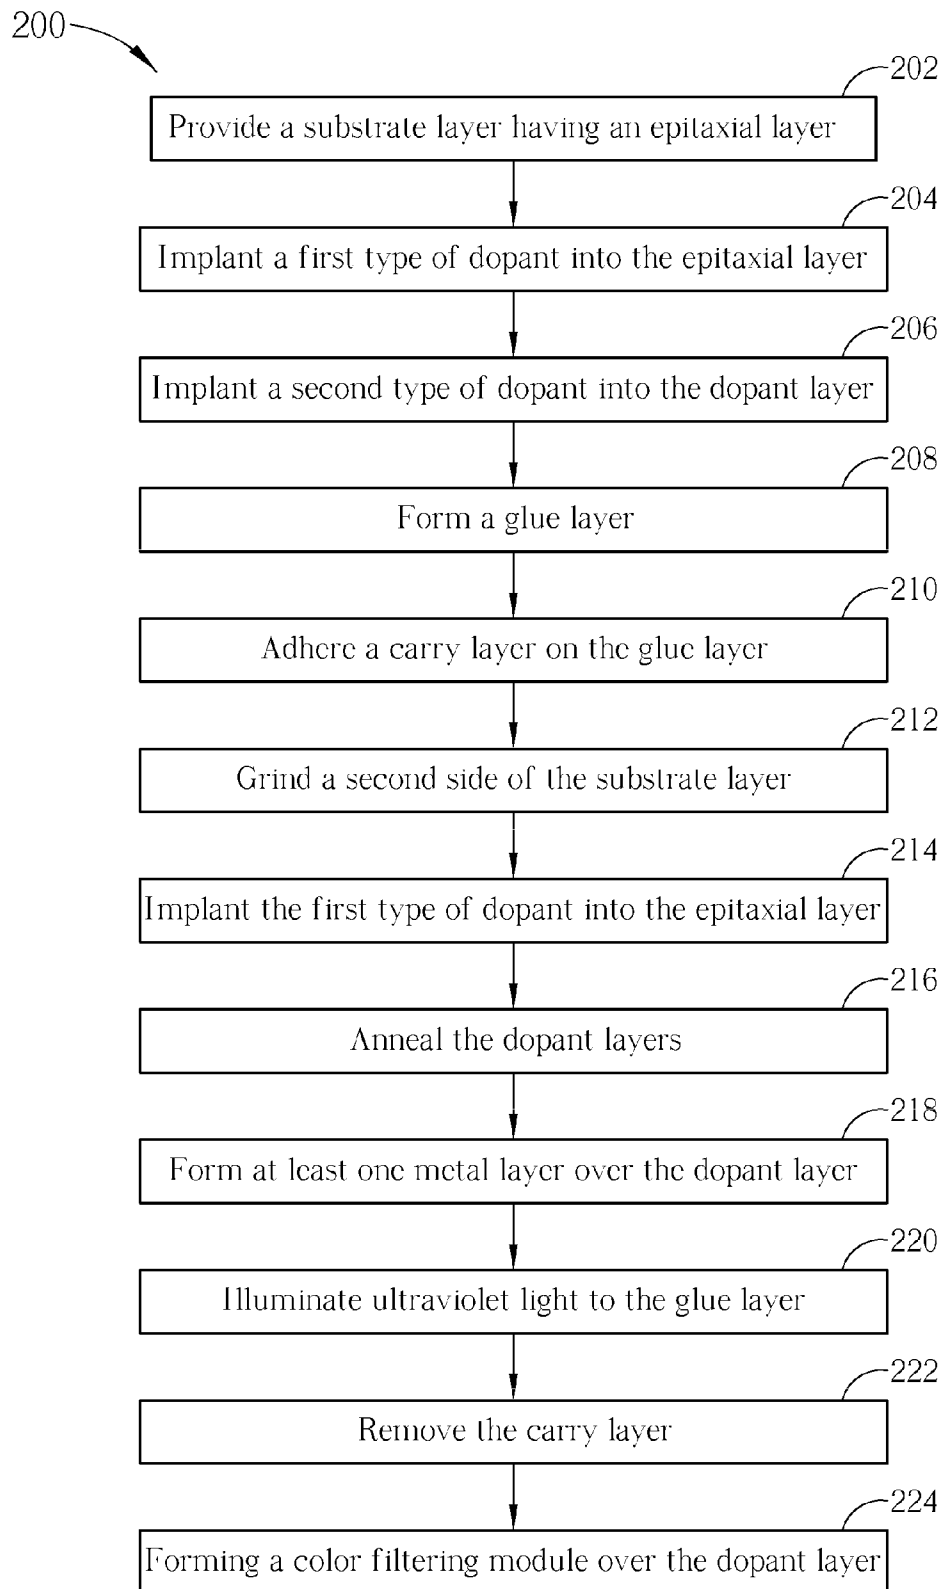 200
202
Provide a substrate layer having an epitaxial layer
204
Implant a first type of dopant into the epitaxial layer
206
Implant a second type of dopant into the dopant layer
208
Form a glue layer
210
Adhere a carry layer on the glue layer
212
Grind a second side of the substrate layer
214
Implant the first type of dopant into the epitaxial layer
216
Anneal the dopant layers
218
Form at least one metal layer over the dopant layer
220
Illuminate ultraviolet light to the glue layer
222
Remove the carry layer
224
Forming a color filtering module over the dopant layer